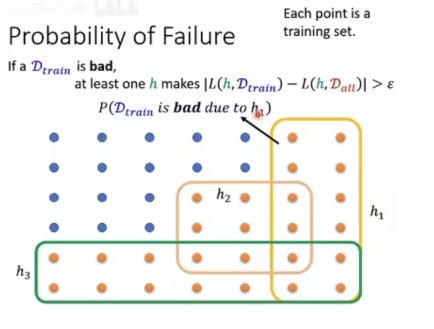 Each point is a
training set.
Probability of Failure
If a 𝒟train is bad,
at least one h makes |L(h, 𝒟train) − L(h, 𝒟all)| > ε
P(𝒟train is bad due to h1)
h2
h1
h3